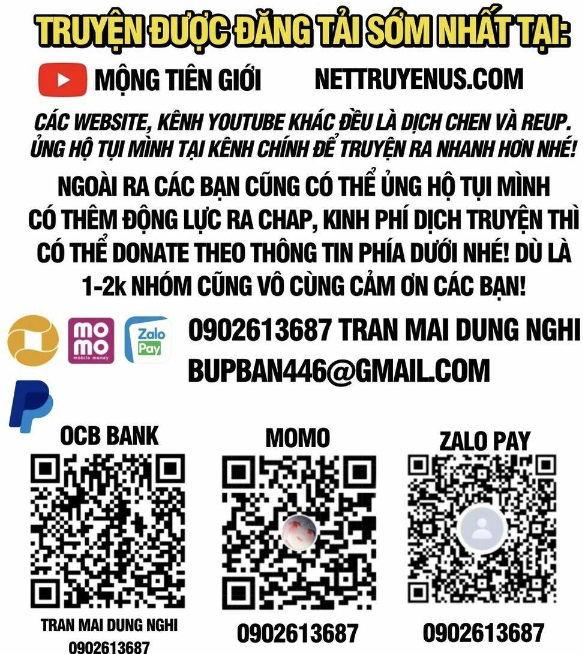 TRUYỆN ĐƯỢC ĐĂNG TẢI SỚM NHẤT TẠI:
MỘNG TIÊN GIỚI NETTRUYENUS.COM
CÁC WEBSITE, KÊNH YOUTUBE KHÁC ĐỀU LÀ DỊCH CHEN VÀ REUP.
ỦNG HỘ TỤI MÌNH TẠI KÊNH CHÍNH ĐỂ TRUYỆN RA NHANH HƠN NHÉ!
NGOÀI RA CÁC BẠN CŨNG CÓ THỂ ỦNG HỘ TỤI MÌNH
CÓ THÊM ĐỘNG LỰC RA CHAP, KINH PHÍ DỊCH TRUYỆN THÌ
CÓ THỂ DONATE THEO THÔNG TIN PHÍA DƯỚI NHÉ! DÙ LÀ
1-2k NHÓM CŨNG VÔ CÙNG CẢM ƠN CÁC BẠN!
mo
mo
mobile money
Zalo
Pay
0902613687 TRAN MAI DUNG NGHI
BUPBAN446@GMAIL.COM
OCB BANK MOMO ZALO PAY
TRAN MAI DUNG NGHI
0902613687 0902613687 0902613687